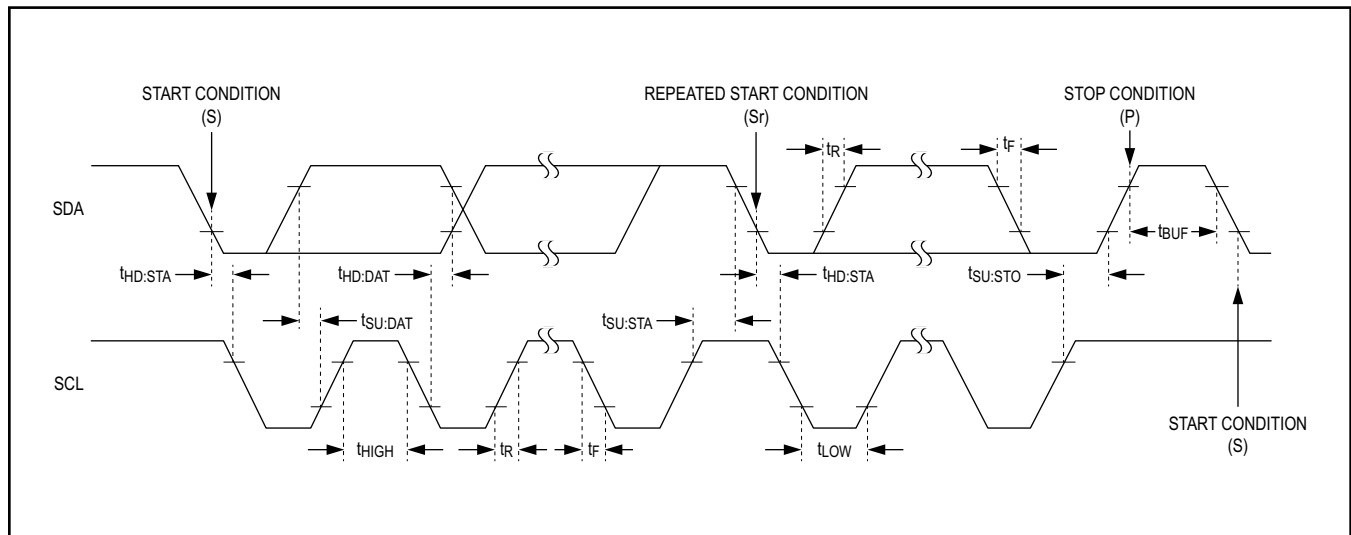 START CONDITION
(S)
REPEATED START CONDITION
(Sr)
STOP CONDITION
(P)
tR
tF
SDA
tBUF
tHD:STA
tHD:DAT
tHD:STA
tSU:STO
tSU:DAT
tSU:STA
SCL
tHIGH
tR
tF
tLOW
START CONDITION
(S)